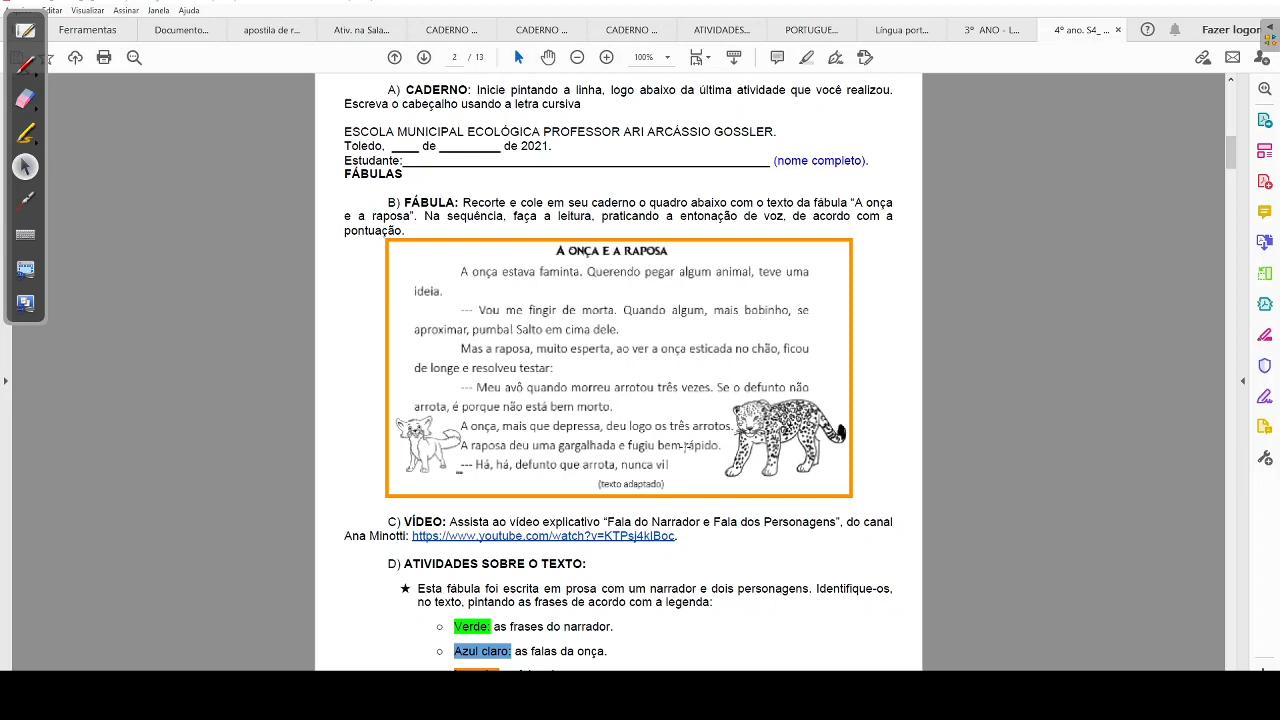 Editar Visualizar Assinar Janela Ajuda
Ferramentas Documento... apostila de r... Ativ. na Sala... CADERNO ... CADERNO ... CADERNO ... ATIVIDADES... PORTUGUE... Língua port... 3º ANO - L... 4º ano. S4_ ... × Fazer logon
2 / 13 100%
A) CADERNO: Inicie pintando a linha, logo abaixo da última atividade que você realizou.
Escreva o cabeçalho usando a letra cursiva
ESCOLA MUNICIPAL ECOLÓGICA PROFESSOR ARI ARCÁSSIO GOSSLER.
Toledo, ____ de _________ de 2021.
Estudante:______________________________________________________ (nome completo).
FÁBULAS
B) FÁBULA: Recorte e cole em seu caderno o quadro abaixo com o texto da fábula “A onça
e a raposa”. Na sequência, faça a leitura, praticando a entonação de voz, de acordo com a
pontuação.
A ONÇA E A RAPOSA
A onça estava faminta. Querendo pegar algum animal, teve uma
ideia.
--- Vou me fingir de morta. Quando algum, mais bobinho, se
aproximar, pumba! Salto em cima dele.
Mas a raposa, muito esperta, ao ver a onça esticada no chão, ficou
de longe e resolveu testar:
--- Meu avô quando morreu arrotou três vezes. Se o defunto não
arrota, é porque não está bem morto.
A onça, mais que depressa, deu logo os três arrotos.
A raposa deu uma gargalhada e fugiu bem rápido.
--- Há, há, defunto que arrota, nunca vi!
(texto adaptado)
C) VÍDEO: Assista ao vídeo explicativo “Fala do Narrador e Fala dos Personagens”, do canal
Ana Minotti: https://www.youtube.com/watch?v=KTPsj4klBoc.
D) ATIVIDADES SOBRE O TEXTO:
★ Esta fábula foi escrita em prosa com um narrador e dois personagens. Identifique-os,
no texto, pintando as frases de acordo com a legenda:
○ Verde: as frases do narrador.
○ Azul claro: as falas da onça.